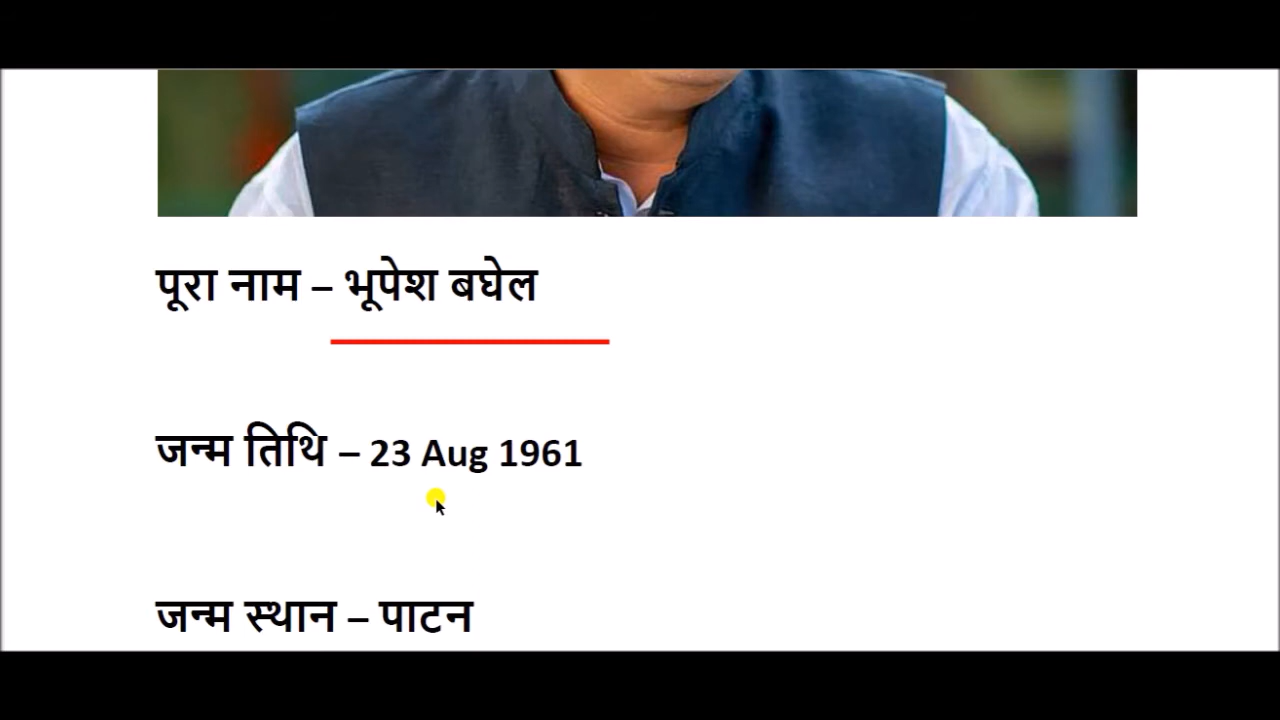 पूरा नाम – भूपेश बघेल
जन्म तिथि – 23 Aug 1961
जन्म स्थान – पाटन